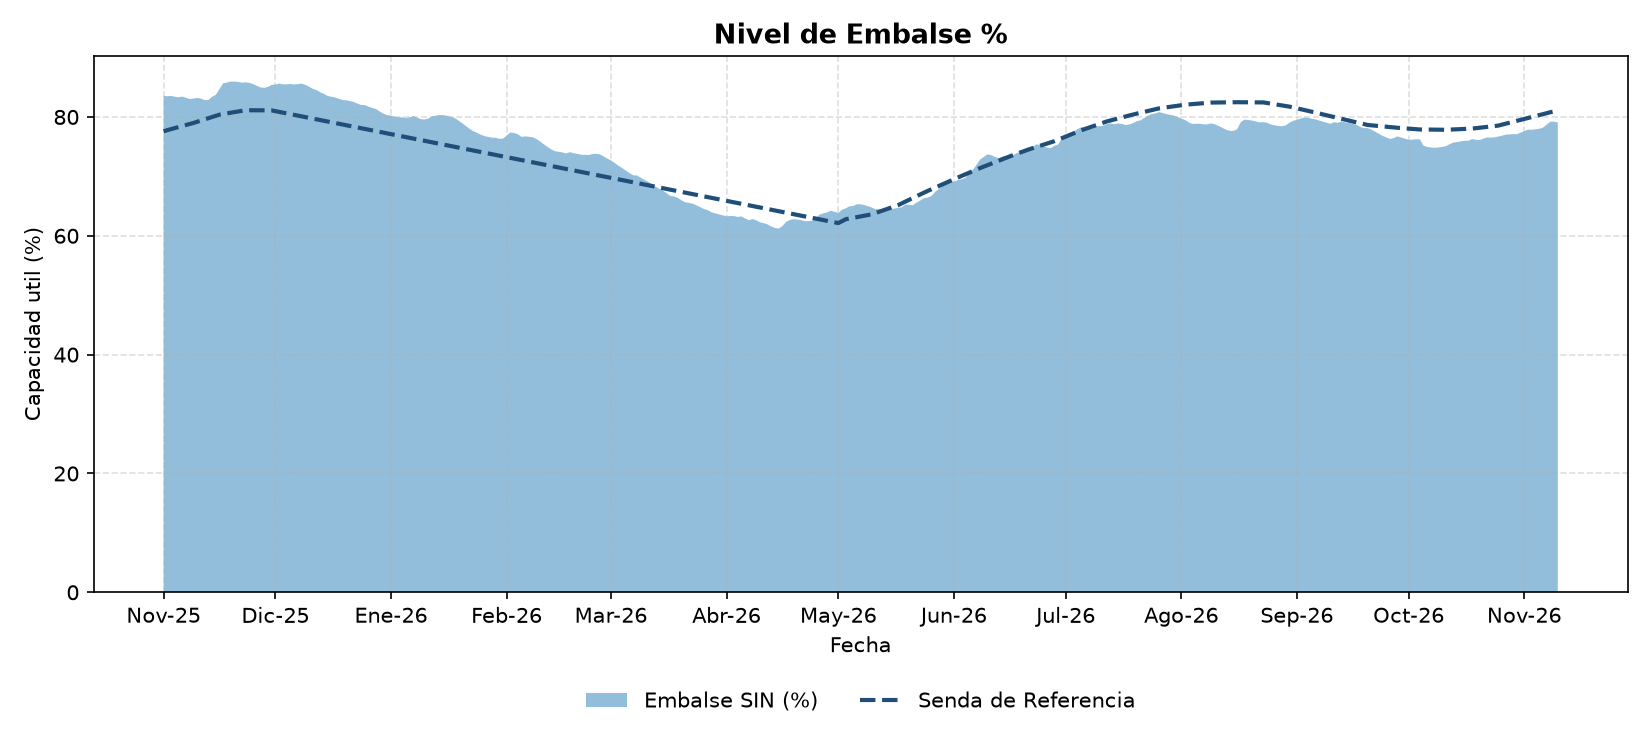 Nivel de Embalse %
Capacidad util (%)
80
60
40
20
0
Nov-25 Dic-25 Ene-26 Feb-26 Mar-26 Abr-26 May-26 Jun-26 Jul-26 Ago-26 Sep-26 Oct-26 Nov-26
Fecha
Embalse SIN (%) Senda de Referencia